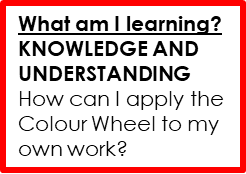 What am I learning?
KNOWLEDGE AND
UNDERSTANDING
How can I apply the
Colour Wheel to my
own work?